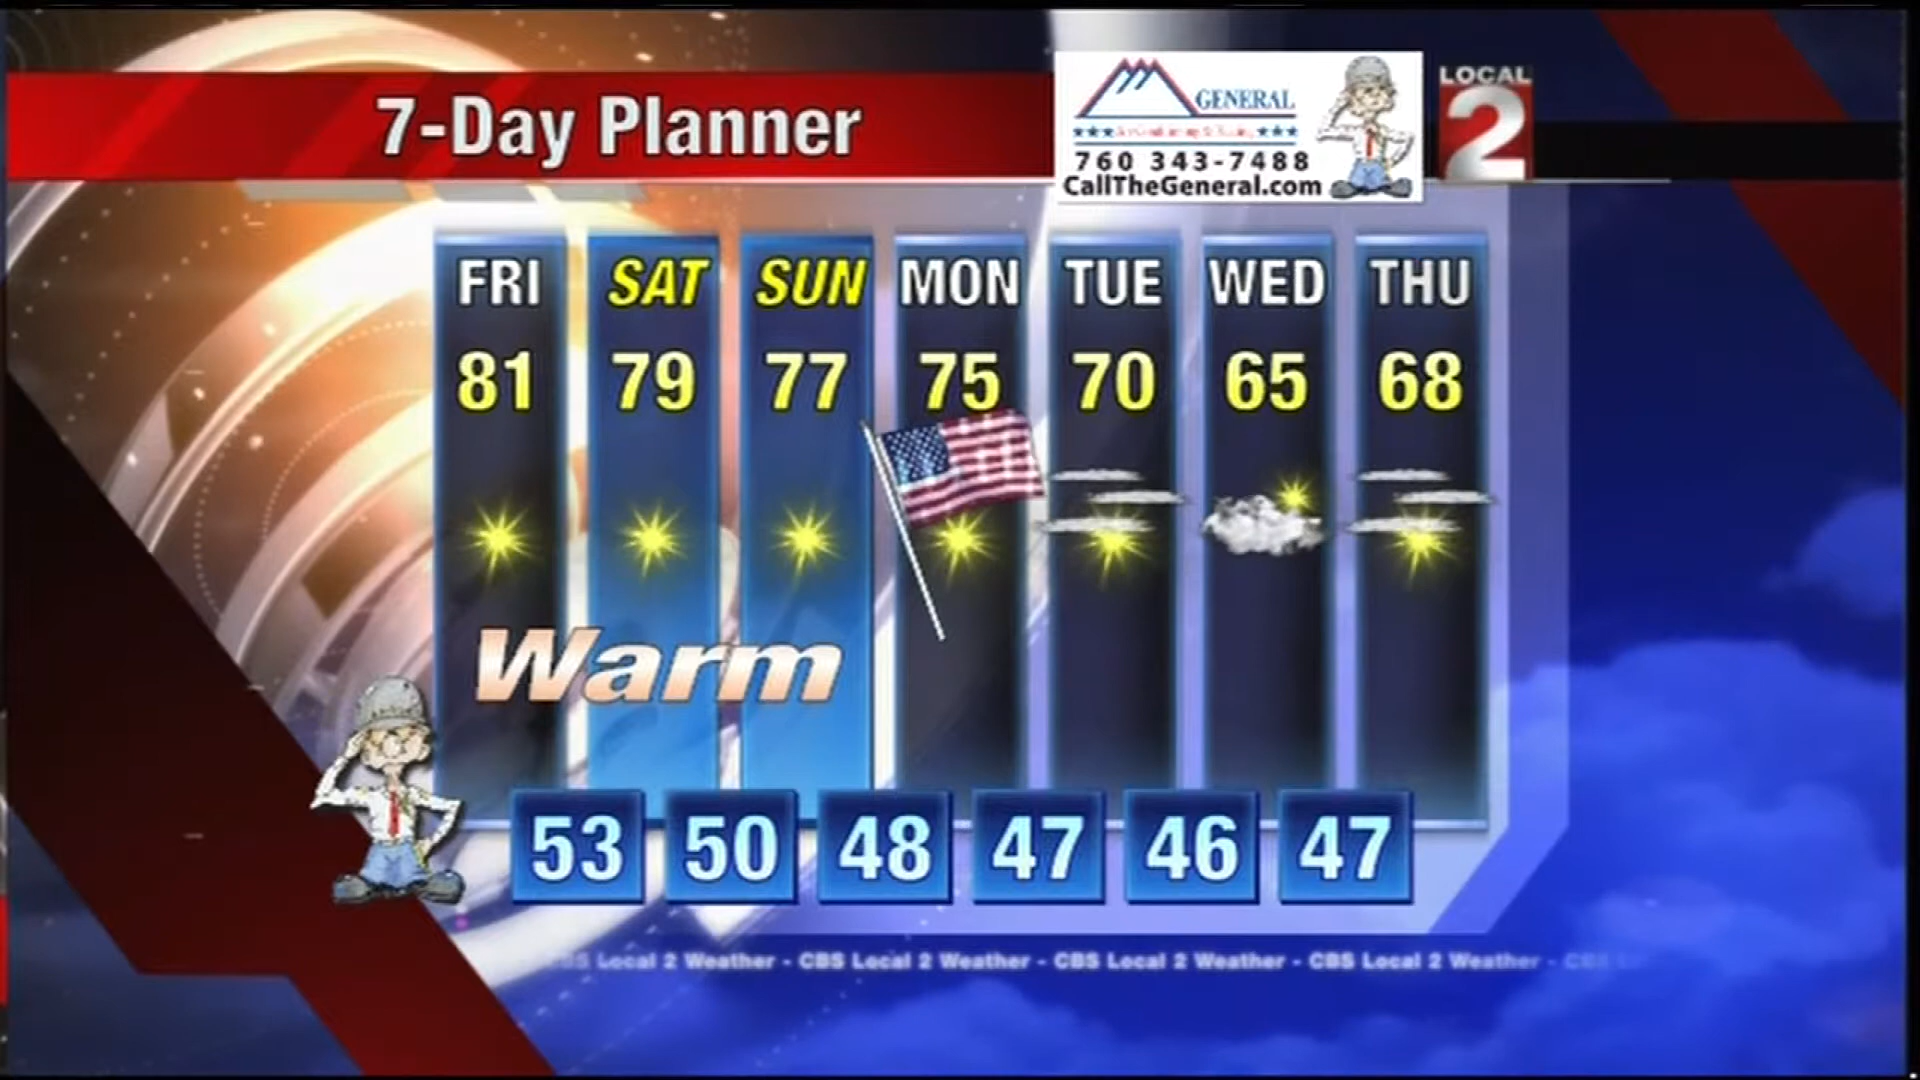 7-Day Planner
GENERAL
760 343-7488
CallTheGeneral.com
LOCAL
2
FRI SAT SUN MON TUE WED THU
81 79 77 75 70 65 68
Warm
53 50 48 47 46 47
Local 2 Weather - CBS Local 2 Weather - CBS Local 2 Weather - CBS Local 2 Weather -